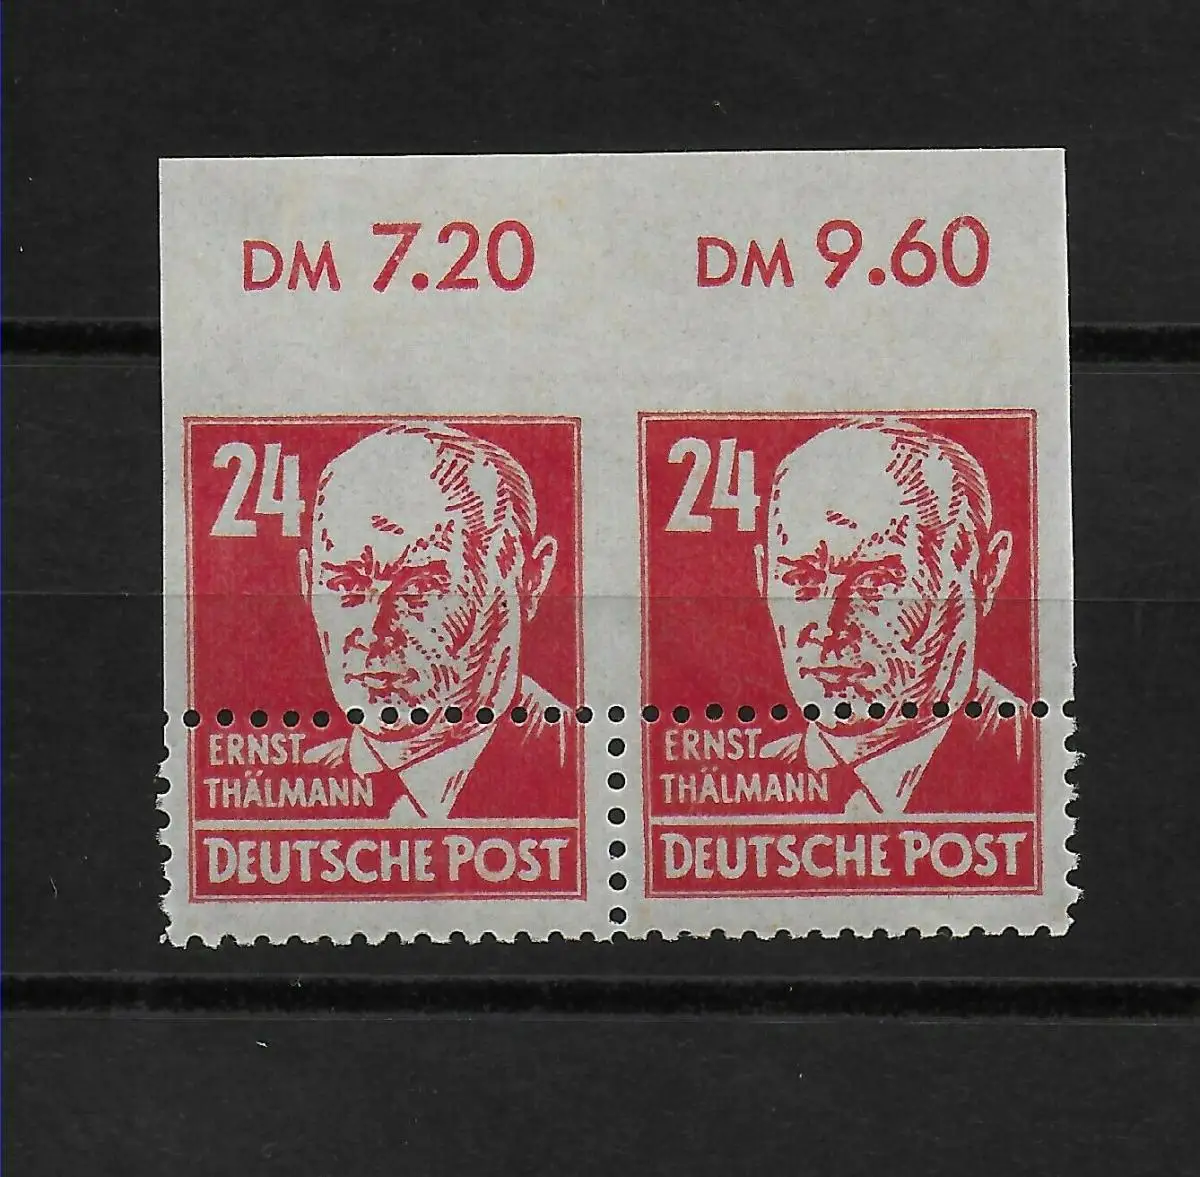 DM 7.20
DM 9.60
24
ERNST
THÄLMANN
DEUTSCHE POST
24
ERNST
THÄLMANN
DEUTSCHE POST